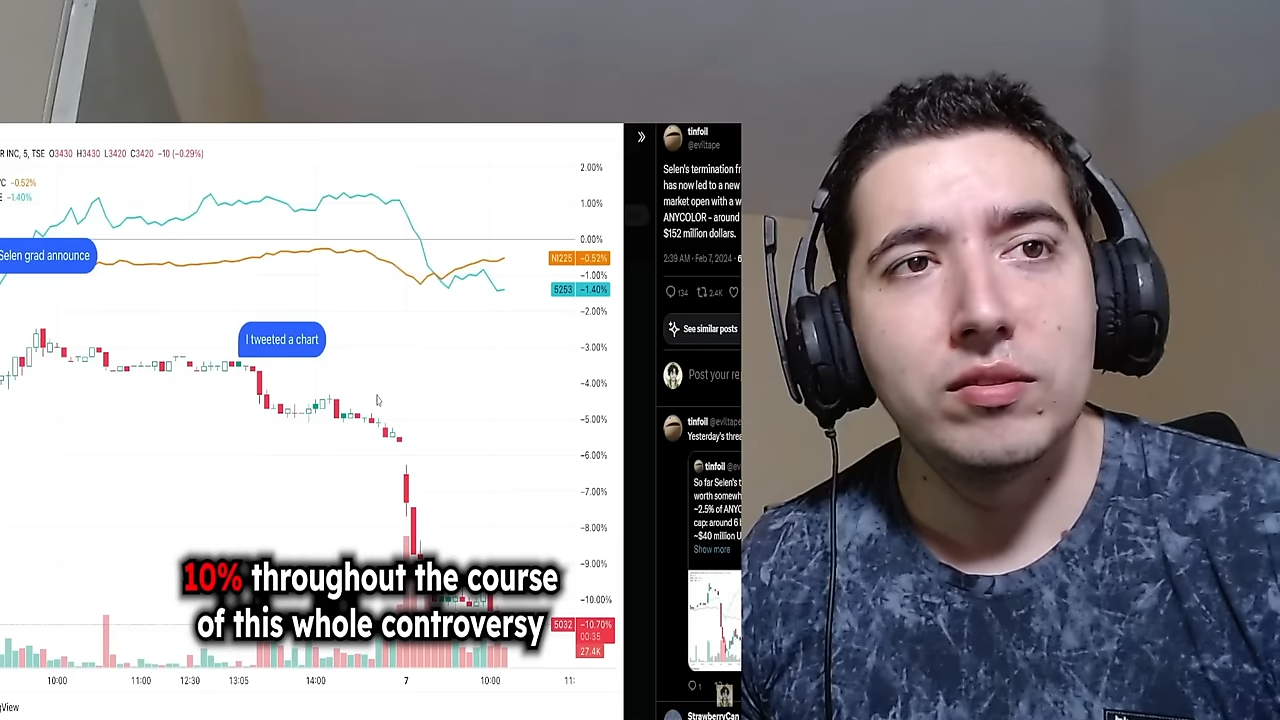 R INC, 5, TSE O3430 H3430 L3420 C3420 −10 (−0.29%)
C −0.52%
E −1.40%
Selen grad announce
I tweeted a chart
2.00%
1.00%
0.00%
NI225 −0.52%
−1.00%
5253 −1.40%
−2.00%
−3.00%
−4.00%
−5.00%
−6.00%
−7.00%
−8.00%
−9.00%
−10.00%
5032 −10.70%
00:35
27.4K
10:00 11:00 12:30 13:05 14:00 7 10:00 11:
gView
10% throughout the course
of this whole controversy
tinfoil
@eviltape
Selen's termination fr
has now led to a new
market open with a w
ANYCOLOR - around
$152 million dollars.
2:39 AM · Feb 7, 2024 · 6
134 2.4K
See similar posts
Post your re
tinfoil @eviltape
Yesterday's threa
tinfoil @ev
So far Selen's t
worth somewh
~2.5% of ANYC
cap: around 6 l
~$40 million U
Show more
1
StrawberryCan